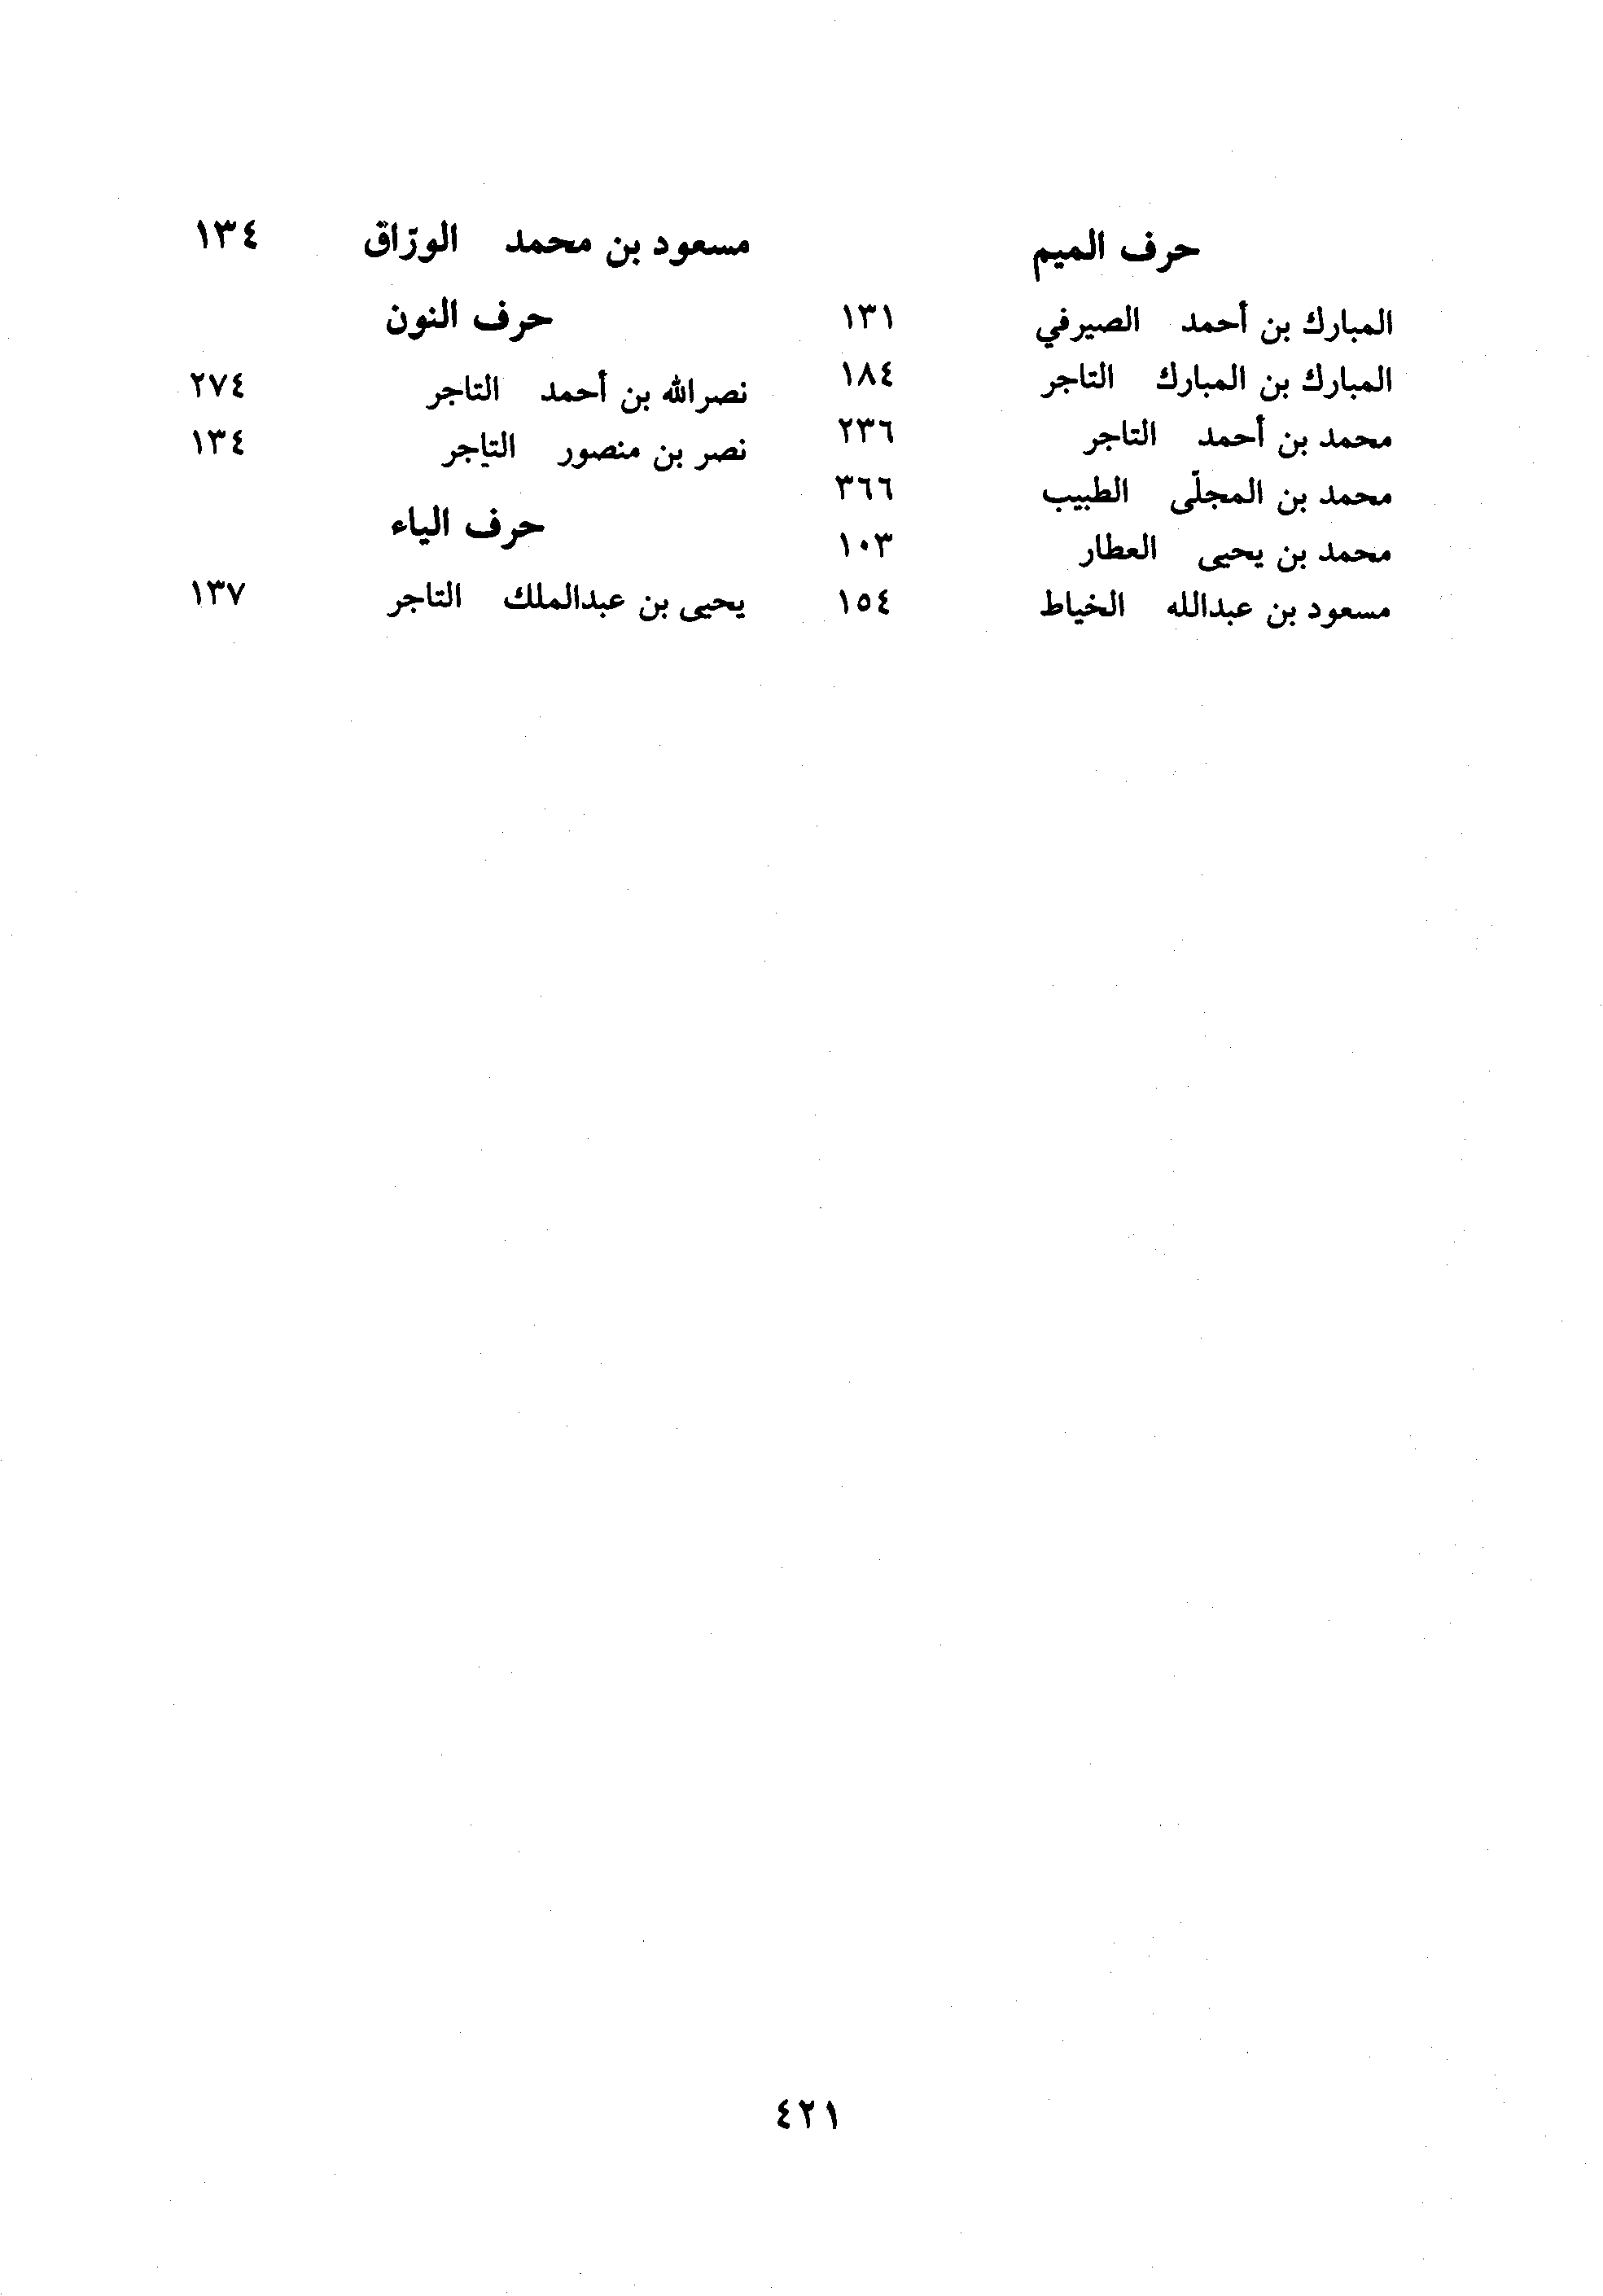 حرف الميم
المبارك بن أحمد الصيرفي ١٣١
المبارك بن المبارك التاجر ١٨٤
محمد بن أحمد التاجر ٢٣٦
محمد بن المجلّى الطبيب ٣٦٦
محمد بن يحيى العطار ١٠٣
مسعود بن عبدالله الخياط ١٥٤
مسعود بن محمد الورّاق ١٣٤
حرف النون
نصرالله بن أحمد التاجر ٢٧٤
نصر بن منصور التاجر ١٣٤
حرف الياء
يحيى بن عبدالملك التاجر ١٣٧
٤٢١